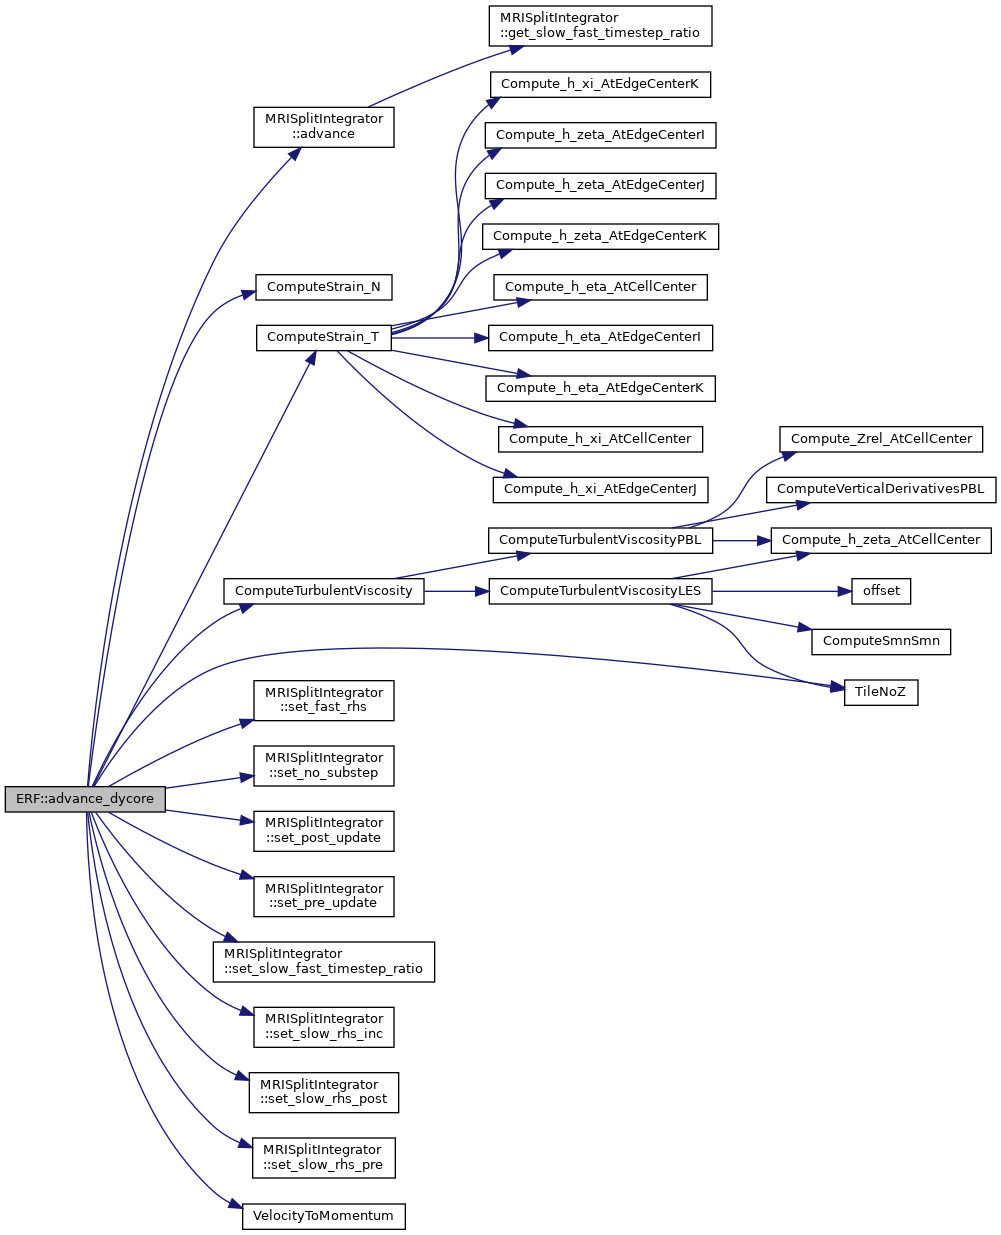 MRISplitIntegrator
::get_slow_fast_timestep_ratio
Compute_h_xi_AtEdgeCenterK
MRISplitIntegrator
::advance
Compute_h_zeta_AtEdgeCenterI
Compute_h_zeta_AtEdgeCenterJ
Compute_h_zeta_AtEdgeCenterK
ComputeStrain_N
Compute_h_eta_AtCellCenter
ComputeStrain_T
Compute_h_eta_AtEdgeCenterI
Compute_h_eta_AtEdgeCenterK
Compute_h_xi_AtCellCenter
Compute_Zrel_AtCellCenter
Compute_h_xi_AtEdgeCenterJ
ComputeVerticalDerivativesPBL
ComputeTurbulentViscosityPBL
Compute_h_zeta_AtCellCenter
ComputeTurbulentViscosity
ComputeTurbulentViscosityLES
offset
ComputeSmnSmn
TileNoZ
MRISplitIntegrator
::set_fast_rhs
MRISplitIntegrator
::set_no_substep
ERF::advance_dycore
MRISplitIntegrator
::set_post_update
MRISplitIntegrator
::set_pre_update
MRISplitIntegrator
::set_slow_fast_timestep_ratio
MRISplitIntegrator
::set_slow_rhs_inc
MRISplitIntegrator
::set_slow_rhs_post
MRISplitIntegrator
::set_slow_rhs_pre
VelocityToMomentum